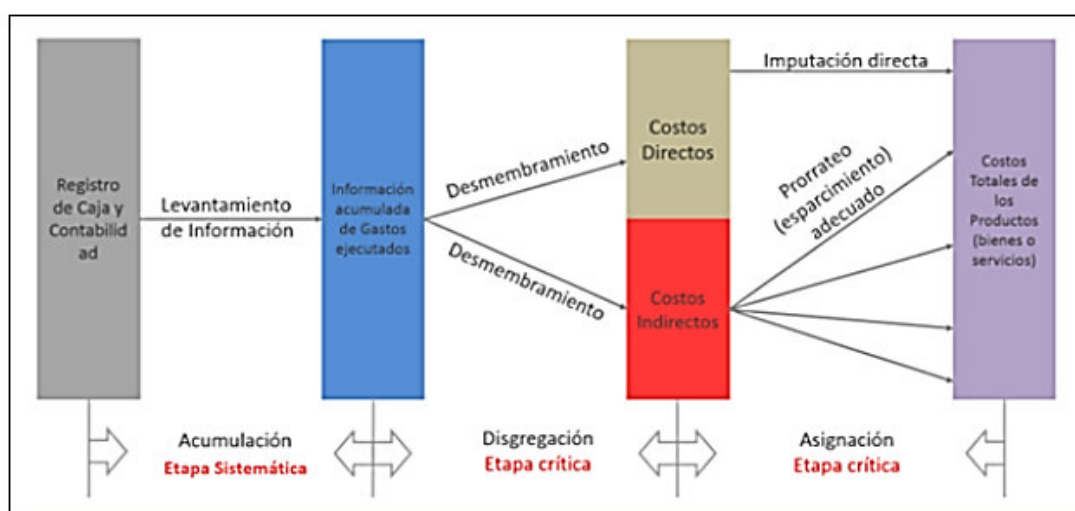 Registro
de Caja y
Contabilid
ad
Levantamiento
de Información
Información
acumulada
de Gastos
ejecutados
Desmembramiento
Desmembramiento
Costos
Directos
Costos
Indirectos
Imputación directa
Prorrateo
(esparcimiento)
adecuado
Costos
Totales de
los
Productos
(bienes o
servicios)
Acumulación
Etapa Sistemática
Disgregación
Etapa crítica
Asignación
Etapa crítica